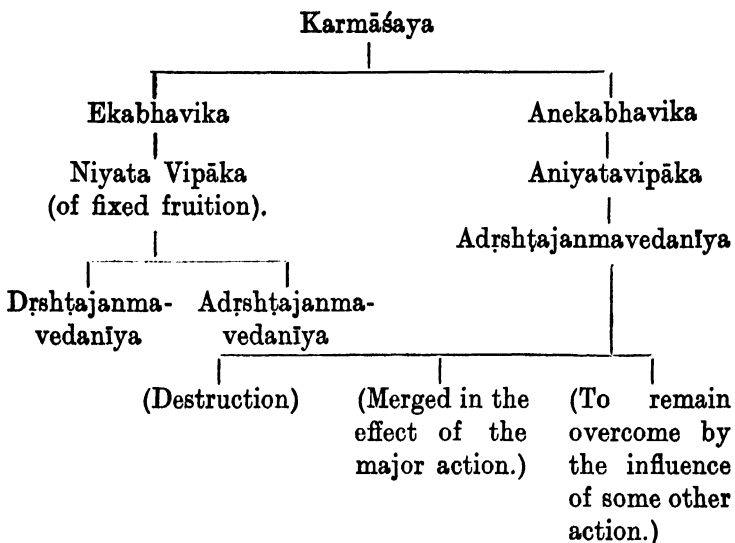 Karmāśaya
Ekabhavika
Anekabhavika
Niyata Vipāka
(of fixed fruition).
Aniyatavipāka
Adṛshṭajanmavedanīya
Dṛshṭajanma-
vedanīya
Adṛshṭajanma-
vedanīya
(Destruction)
(Merged in the
effect of the
major action.)
(To remain
overcome by
the influence
of some other
action.)